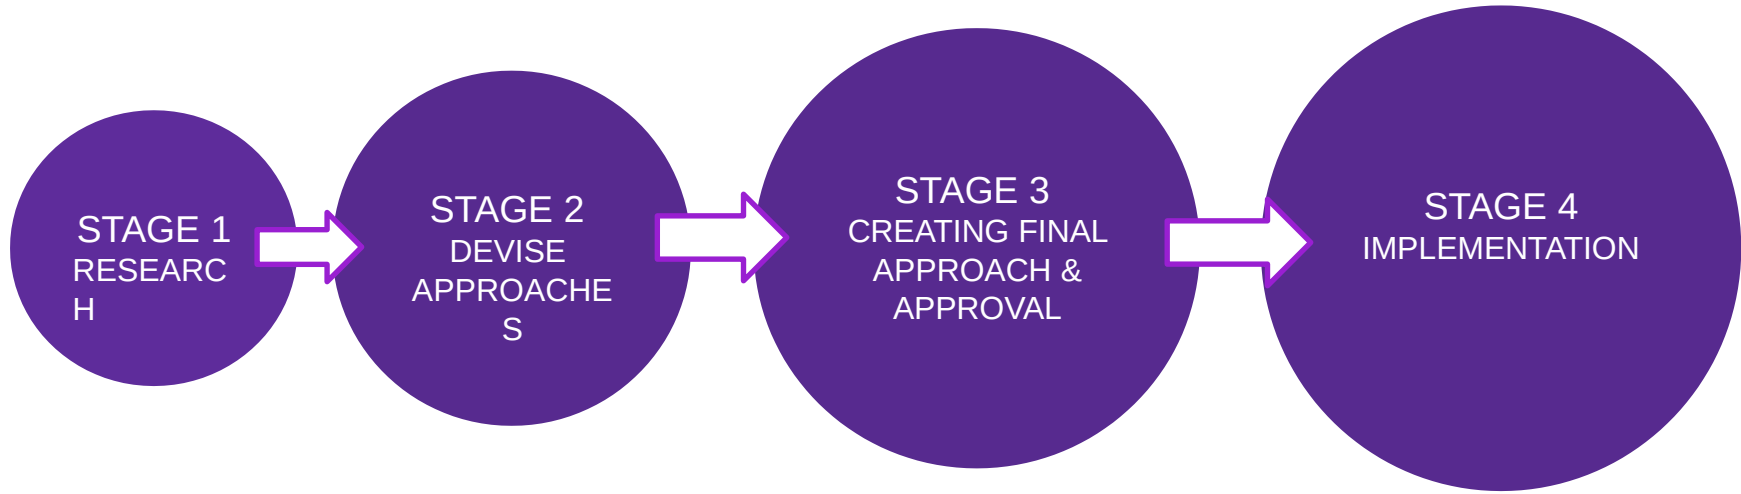 STAGE 1
RESEARC
H
STAGE 2
DEVISE
APPROACHE
S
STAGE 3
CREATING FINAL
APPROACH &
APPROVAL
STAGE 4
IMPLEMENTATION